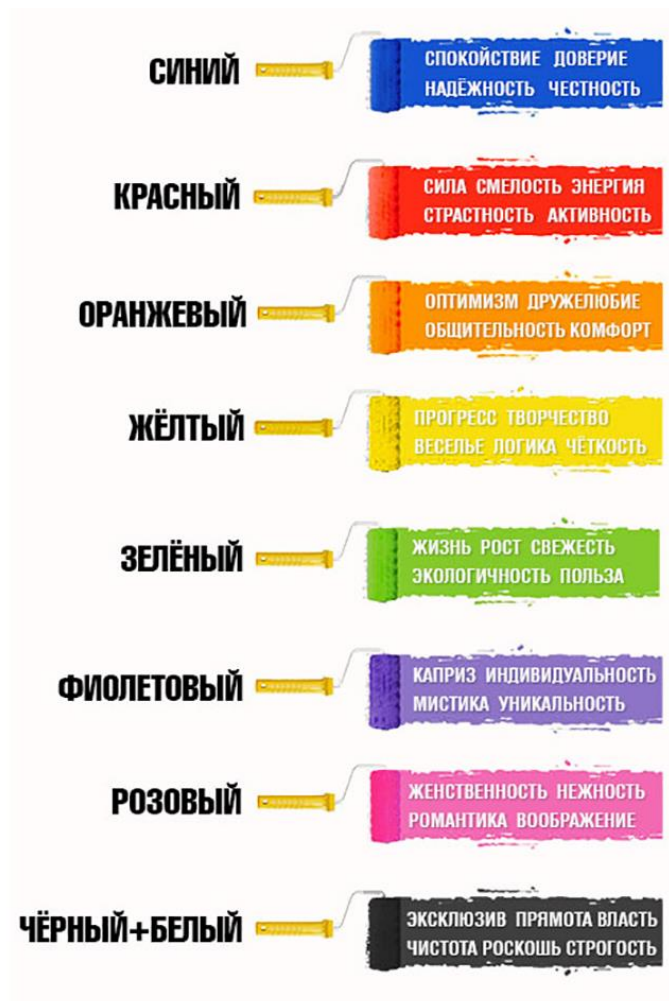 СИНИЙ
СПОКОЙСТВИЕ ДОВЕРИЕ
НАДЁЖНОСТЬ ЧЕСТНОСТЬ
КРАСНЫЙ
СИЛА СМЕЛОСТЬ ЭНЕРГИЯ
СТРАСТНОСТЬ АКТИВНОСТЬ
ОРАНЖЕВЫЙ
ОПТИМИЗМ ДРУЖЕЛЮБИЕ
ОБЩИТЕЛЬНОСТЬ КОМФОРТ
ЖЁЛТЫЙ
ПРОГРЕСС ТВОРЧЕСТВО
ВЕСЕЛЬЕ ЛОГИКА ЧЁТКОСТЬ
ЗЕЛЁНЫЙ
ЖИЗНЬ РОСТ СВЕЖЕСТЬ
ЭКОЛОГИЧНОСТЬ ПОЛЬЗА
ФИОЛЕТОВЫЙ
КАПРИЗ ИНДИВИДУАЛЬНОСТЬ
МИСТИКА УНИКАЛЬНОСТЬ
РОЗОВЫЙ
ЖЕНСТВЕННОСТЬ НЕЖНОСТЬ
РОМАНТИКА ВООБРАЖЕНИЕ
ЧЁРНЫЙ+БЕЛЫЙ
ЭКСКЛЮЗИВ ПРЯМОТА ВЛАСТЬ
ЧИСТОТА РОСКОШЬ СТРОГОСТЬ